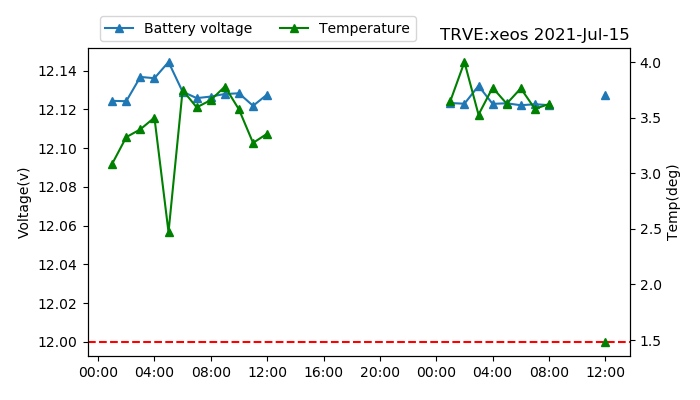 Battery voltage Temperature
TRVE:xeos 2021-Jul-15
12.14
12.12
12.10
12.08
12.06
12.04
12.02
12.00
Voltage(v)
4.0
3.5
3.0
2.5
2.0
1.5
Temp(deg)
00:00 04:00 08:00 12:00 16:00 20:00 00:00 04:00 08:00 12:00